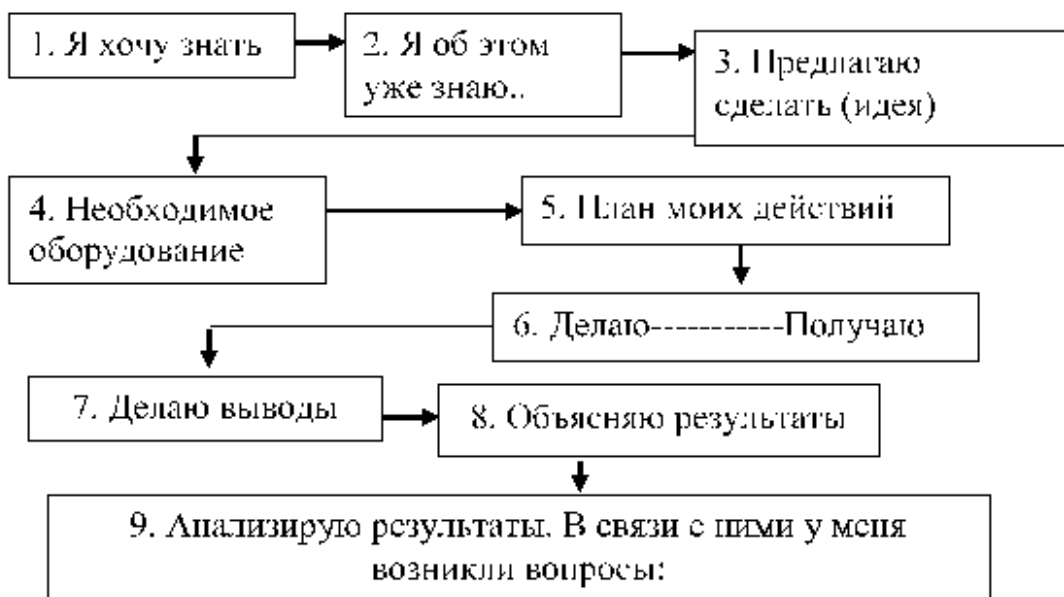 1. Я хочу знать
2. Я об этом
уже знаю..
3. Предлагаю
сделать (идея)
4. Необходимое
оборудование
5. План моих действий
6. Делаю-----------Получаю
7. Делаю выводы
8. Объясняю результаты
9. Анализирую результаты. В связи с ними у меня
возникли вопросы: